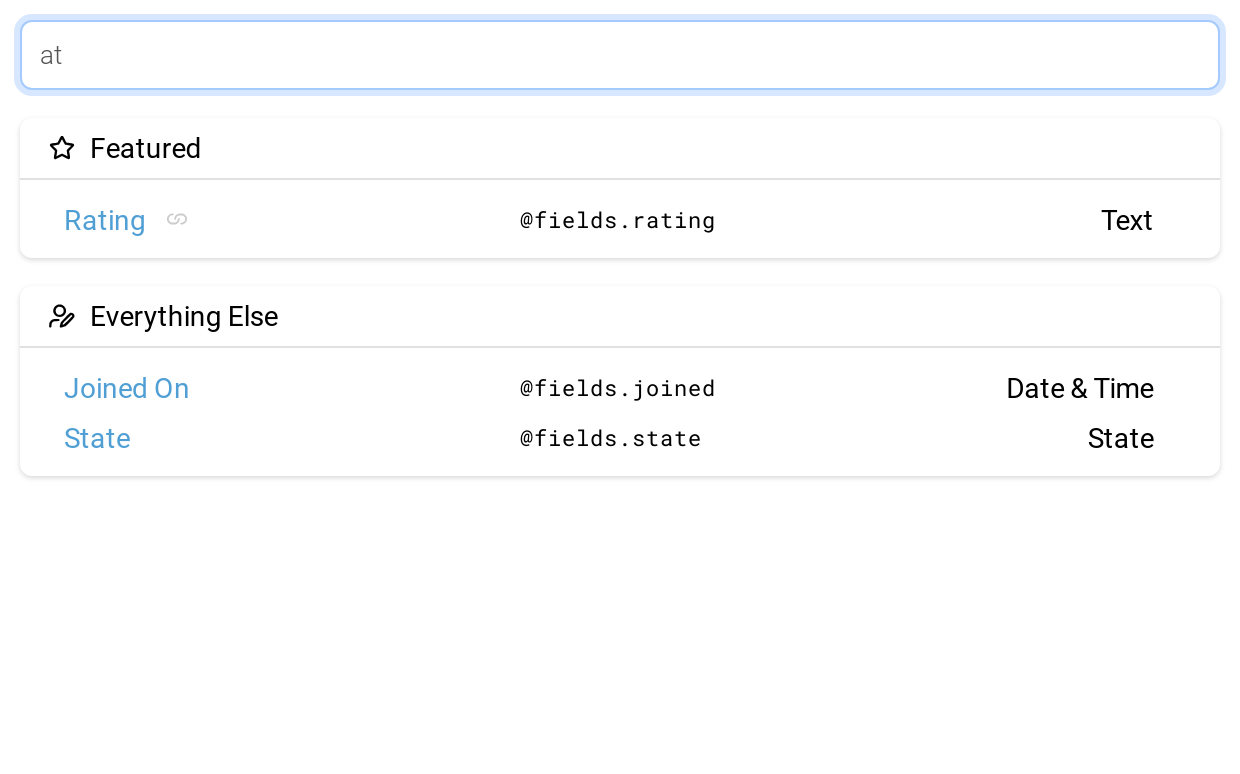 at
Featured
Rating @fields.rating Text
Everything Else
Joined On @fields.joined Date & Time
State @fields.state State